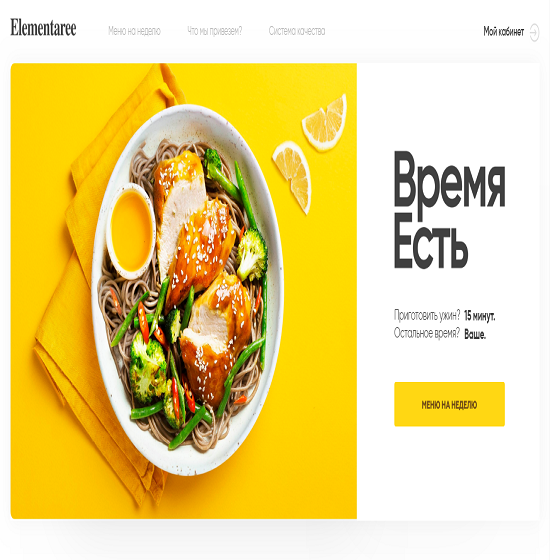 Elementaree
Меню на неделю
Что мы привезем?
Система качества
Мой кабинет
Время
Есть
Приготовить ужин? 15 минут.
Остальное время? Ваше.
МЕНЮ НА НЕДЕЛЮ